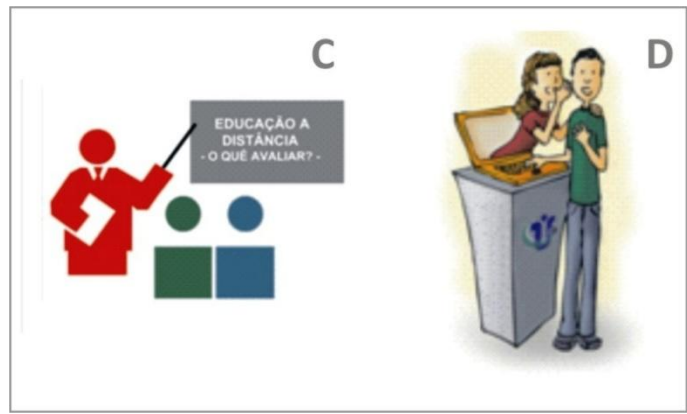 C
D
EDUCAÇÃO A
DISTÂNCIA
- O QUÊ AVALIAR? -